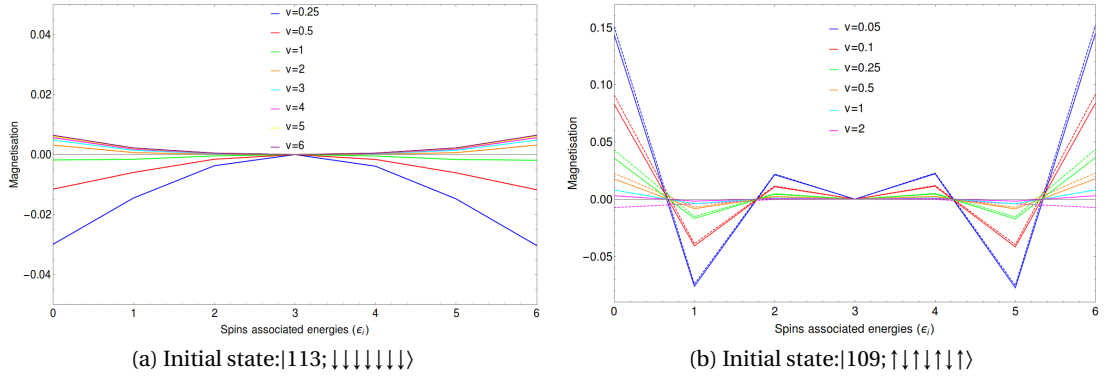 0.04
0.02
0.00
−0.02
−0.04
Magnetisation
v=0.25
v=0.5
v=1
v=2
v=3
v=4
v=5
v=6
0 1 2 3 4 5 6
Spins associated energies (ϵi)
(a) Initial state:|113;↓↓↓↓↓↓↓⟩
0.15
0.10
0.05
0.00
−0.05
Magnetisation
v=0.05
v=0.1
v=0.25
v=0.5
v=1
v=2
0 1 2 3 4 5 6
Spins associated energies (ϵi)
(b) Initial state:|109;↑↓↑↓↑↓↑⟩